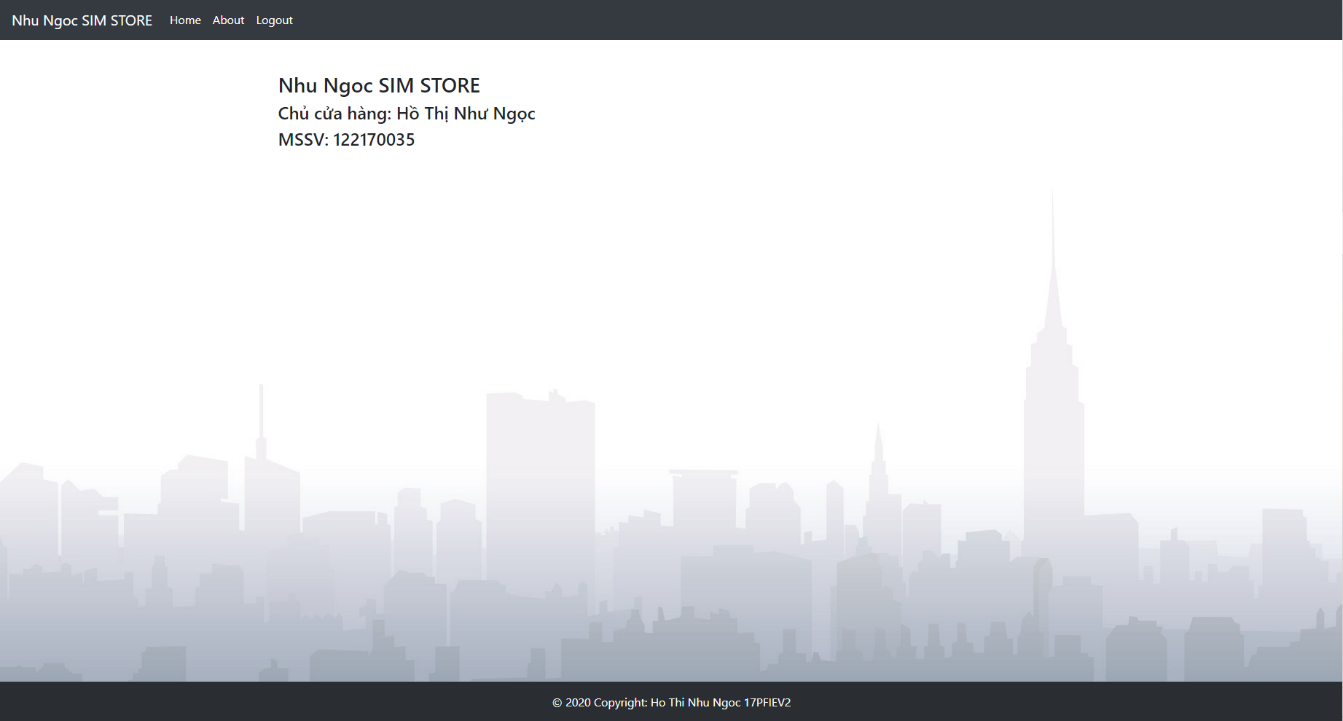 Nhu Ngoc SIM STORE Home About Logout
Nhu Ngoc SIM STORE
Chủ cửa hàng: Hồ Thị Như Ngọc
MSSV: 122170035
© 2020 Copyright: Ho Thi Nhu Ngoc 17PFIEV2